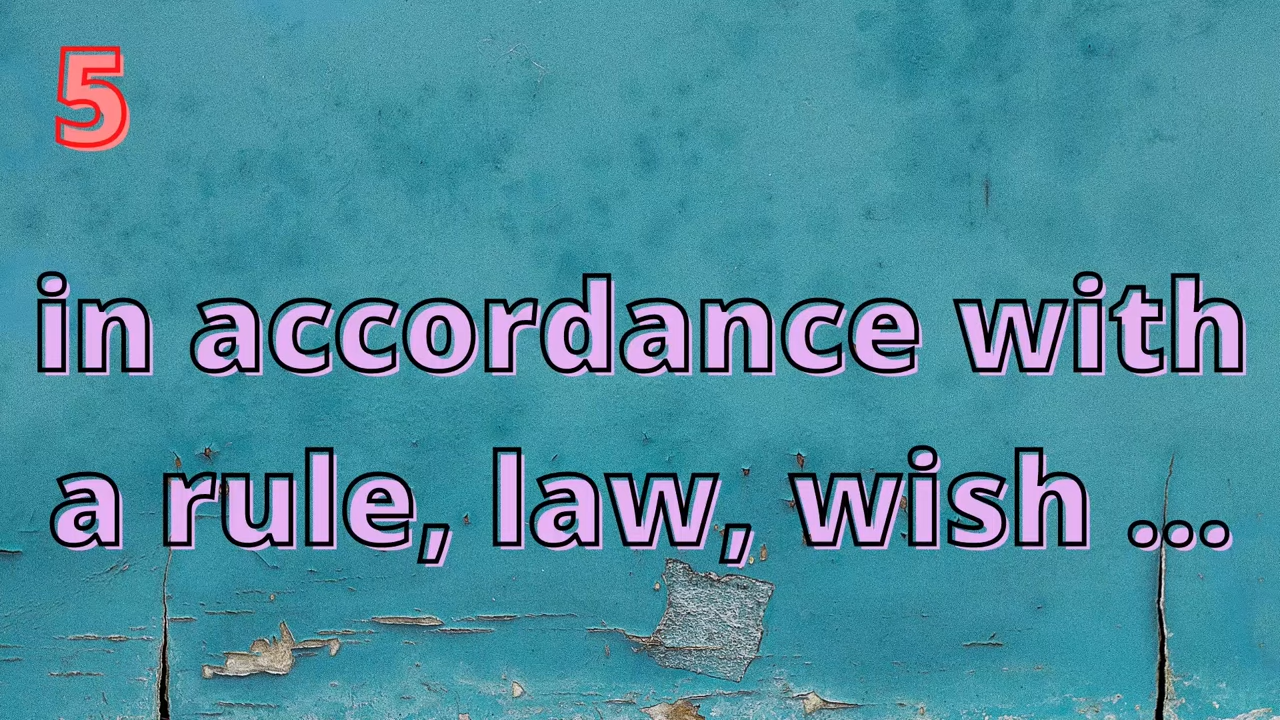 5
in accordance with
a rule, law, wish ...